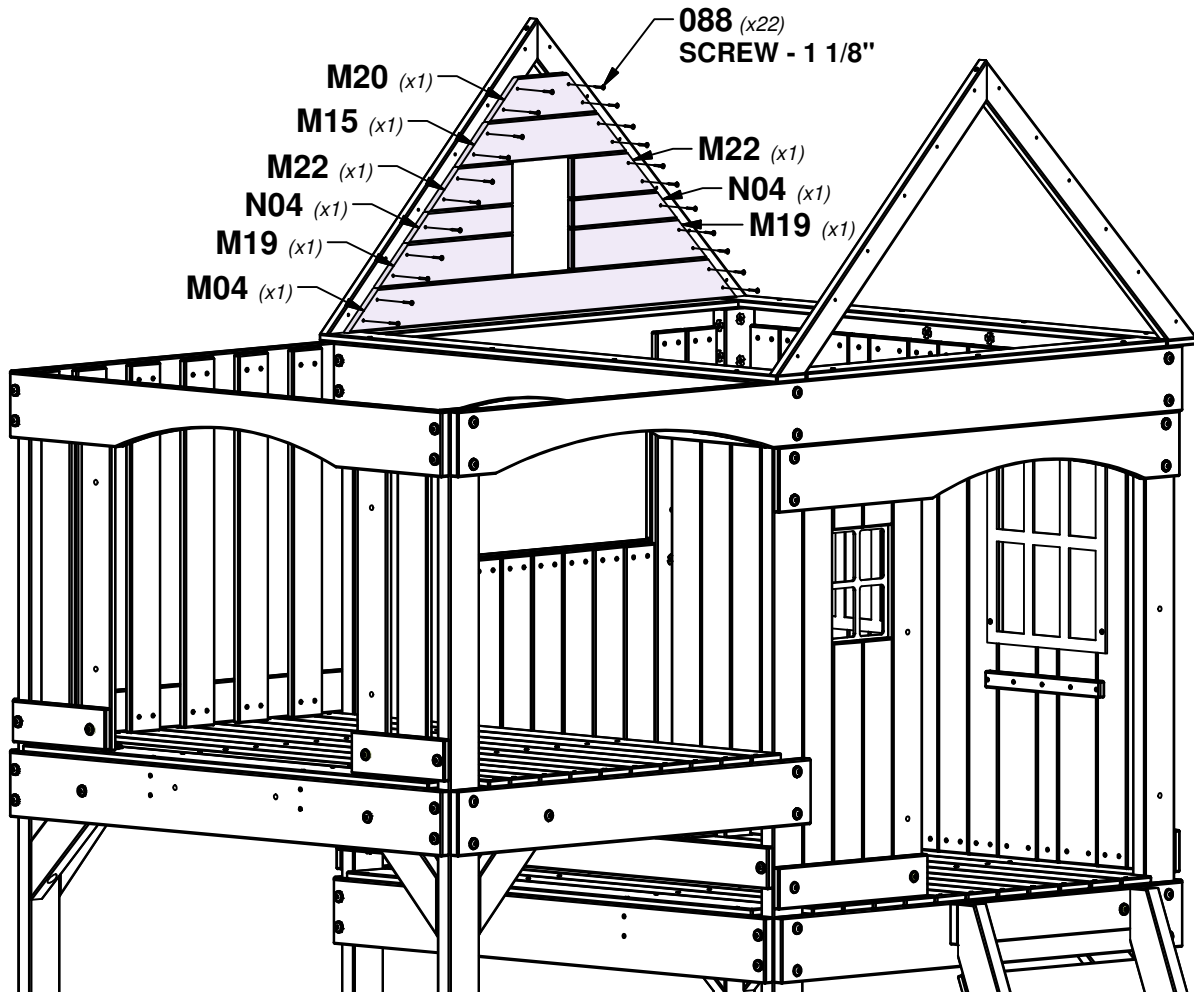 088 (x22)
SCREW - 1 1/8"
M20 (x1)
M15 (x1)
M22 (x1)
N04 (x1)
M19 (x1)
M04 (x1)
M22 (x1)
N04 (x1)
M19 (x1)